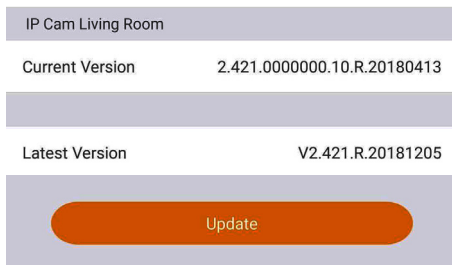 IP Cam Living Room
Current Version 2.421.0000000.10.R.20180413
Latest Version V2.421.R.20181205
Update